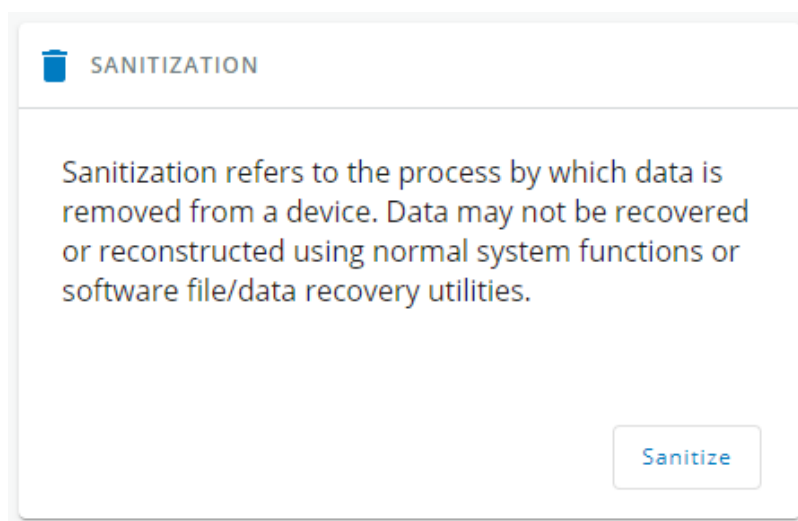 SANITIZATION
Sanitization refers to the process by which data is
removed from a device. Data may not be recovered
or reconstructed using normal system functions or
software file/data recovery utilities.
Sanitize